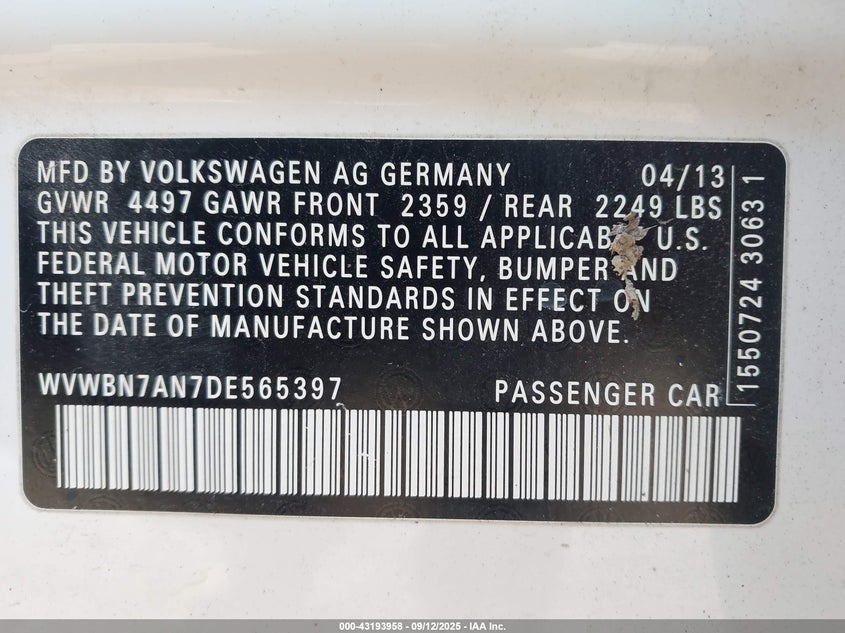 MFD BY VOLKSWAGEN AG GERMANY 04/13
GVWR 4497 GAWR FRONT 2359 / REAR 2249 LBS
THIS VEHICLE CONFORMS TO ALL U.S.
FEDERAL MOTOR VEHICLE SAFETY, BUMPER AND
THEFT PREVENTION STANDARDS IN EFFECT ON
THE DATE OF MANUFACTURE SHOWN ABOVE.
WVWBN7AN7DE565397 PASSENGER CAR
1550724 3063 1
000-43193958 - 09/12/2025 - IAA Inc.